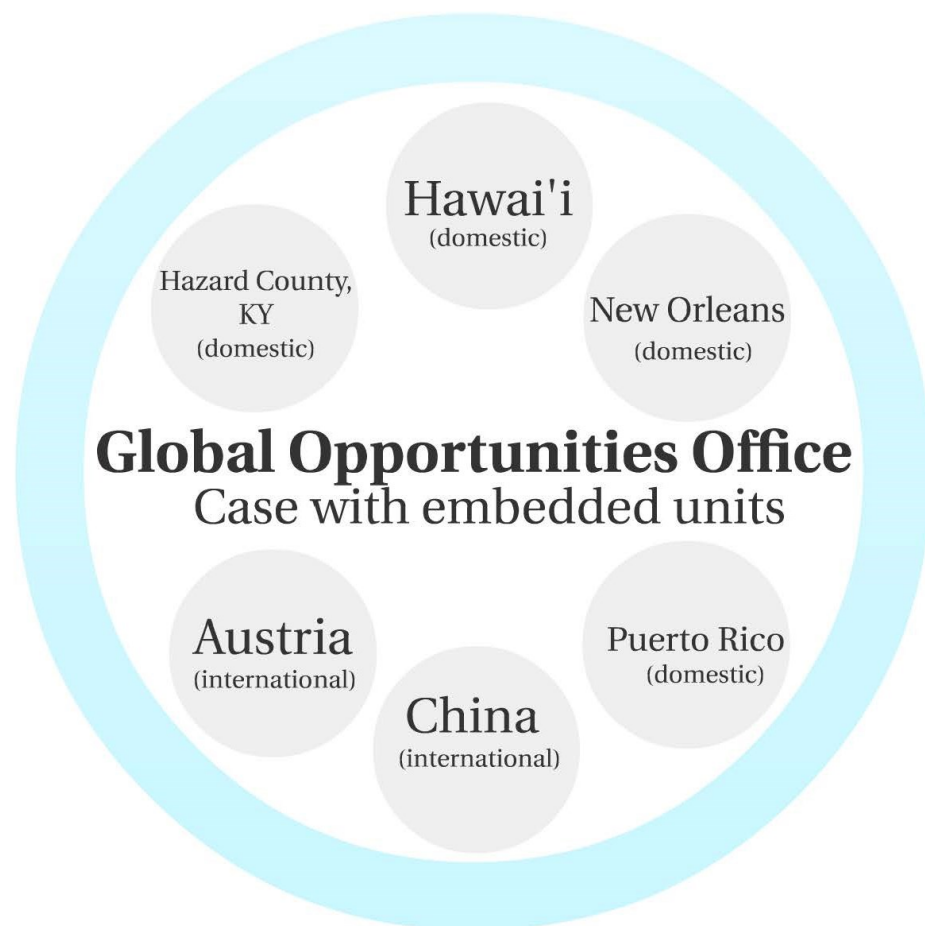 Hawai'i
(domestic)
Hazard County,
KY
(domestic)
New Orleans
(domestic)
Global Opportunities Office
Case with embedded units
Austria
(international)
China
(international)
Puerto Rico
(domestic)